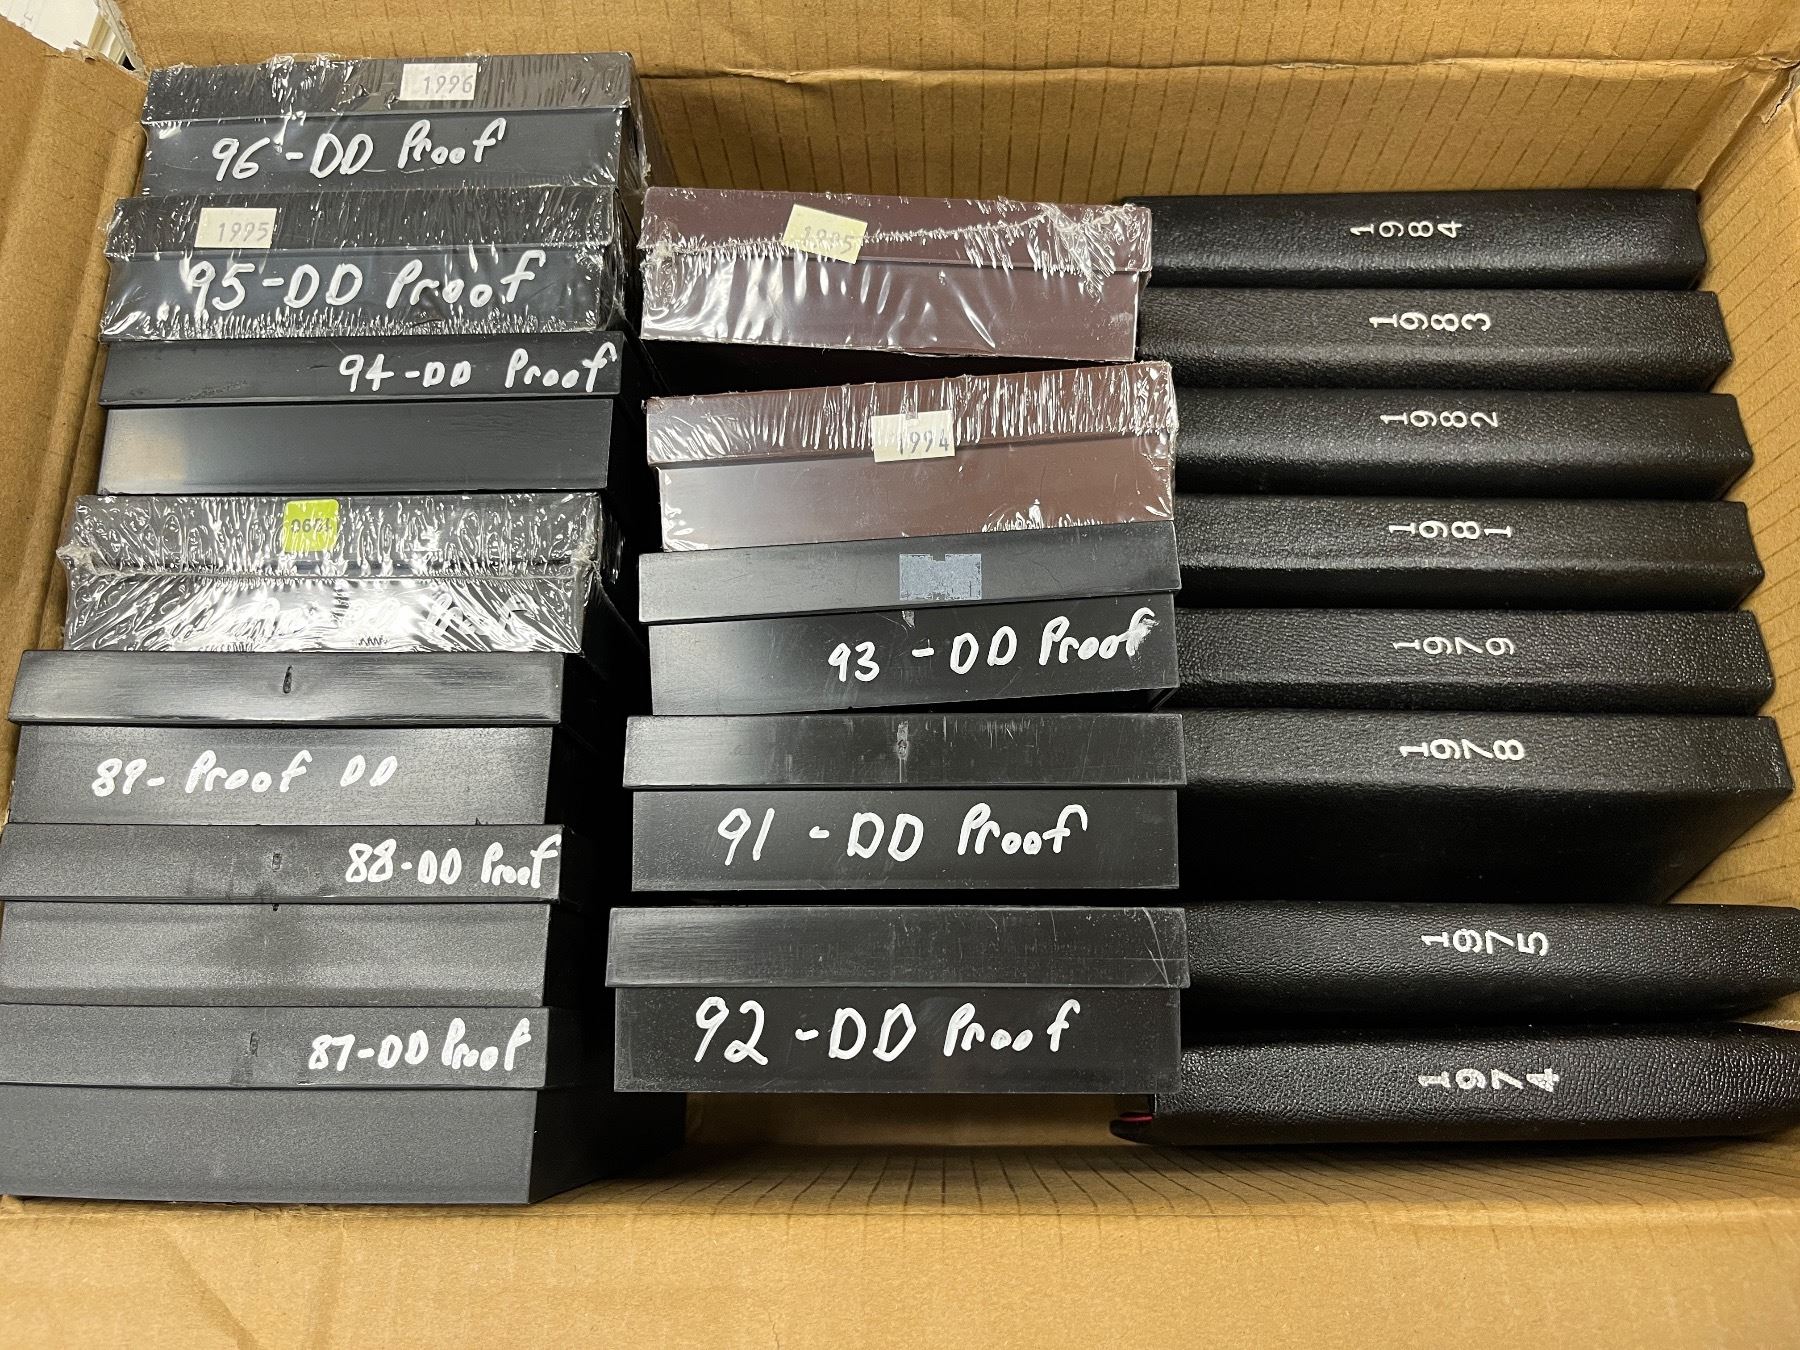 1996
96-DD Proof
1995
95-DD Proof
94-DD Proof
1990
89-Proof DD
88-DD Proof
87-DD Proof
1995
1994
93-DD Proof
91-DD Proof
92-DD Proof
1984
1983
1982
1981
1979
1978
1975
1974